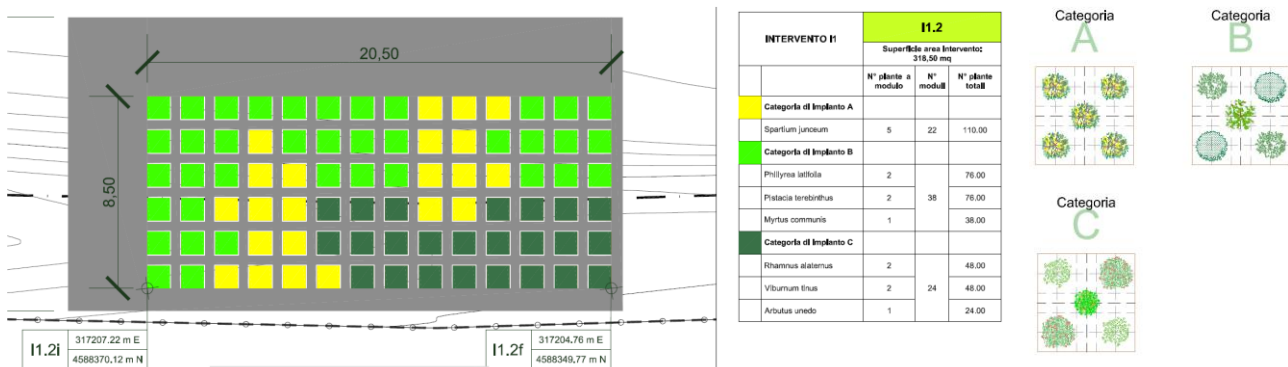 20,50
8,50
I1.2i
317207.22 m E
4588370.12 m N
I1.2f
317204.76 m E
4588349.77 m N
INTERVENTO I1
I1.2
Superficie area Intervento:
318,50 mq
N° piante a
modulo
N°
moduli
N° piante
totali
Categoria di Impianto A
Spartium junceum 5 22 110.00
Categoria di Impianto B
Phillyrea latifolia 2 76.00
Pistacia terebinthus 2 38 76.00
Myrtus communis 1 38.00
Categoria di Impianto C
Rhamnus alaternus 2 48.00
Viburnum tinus 2 24 48.00
Arbutus unedo 1 24.00
Categoria
A
Categoria
B
Categoria
C